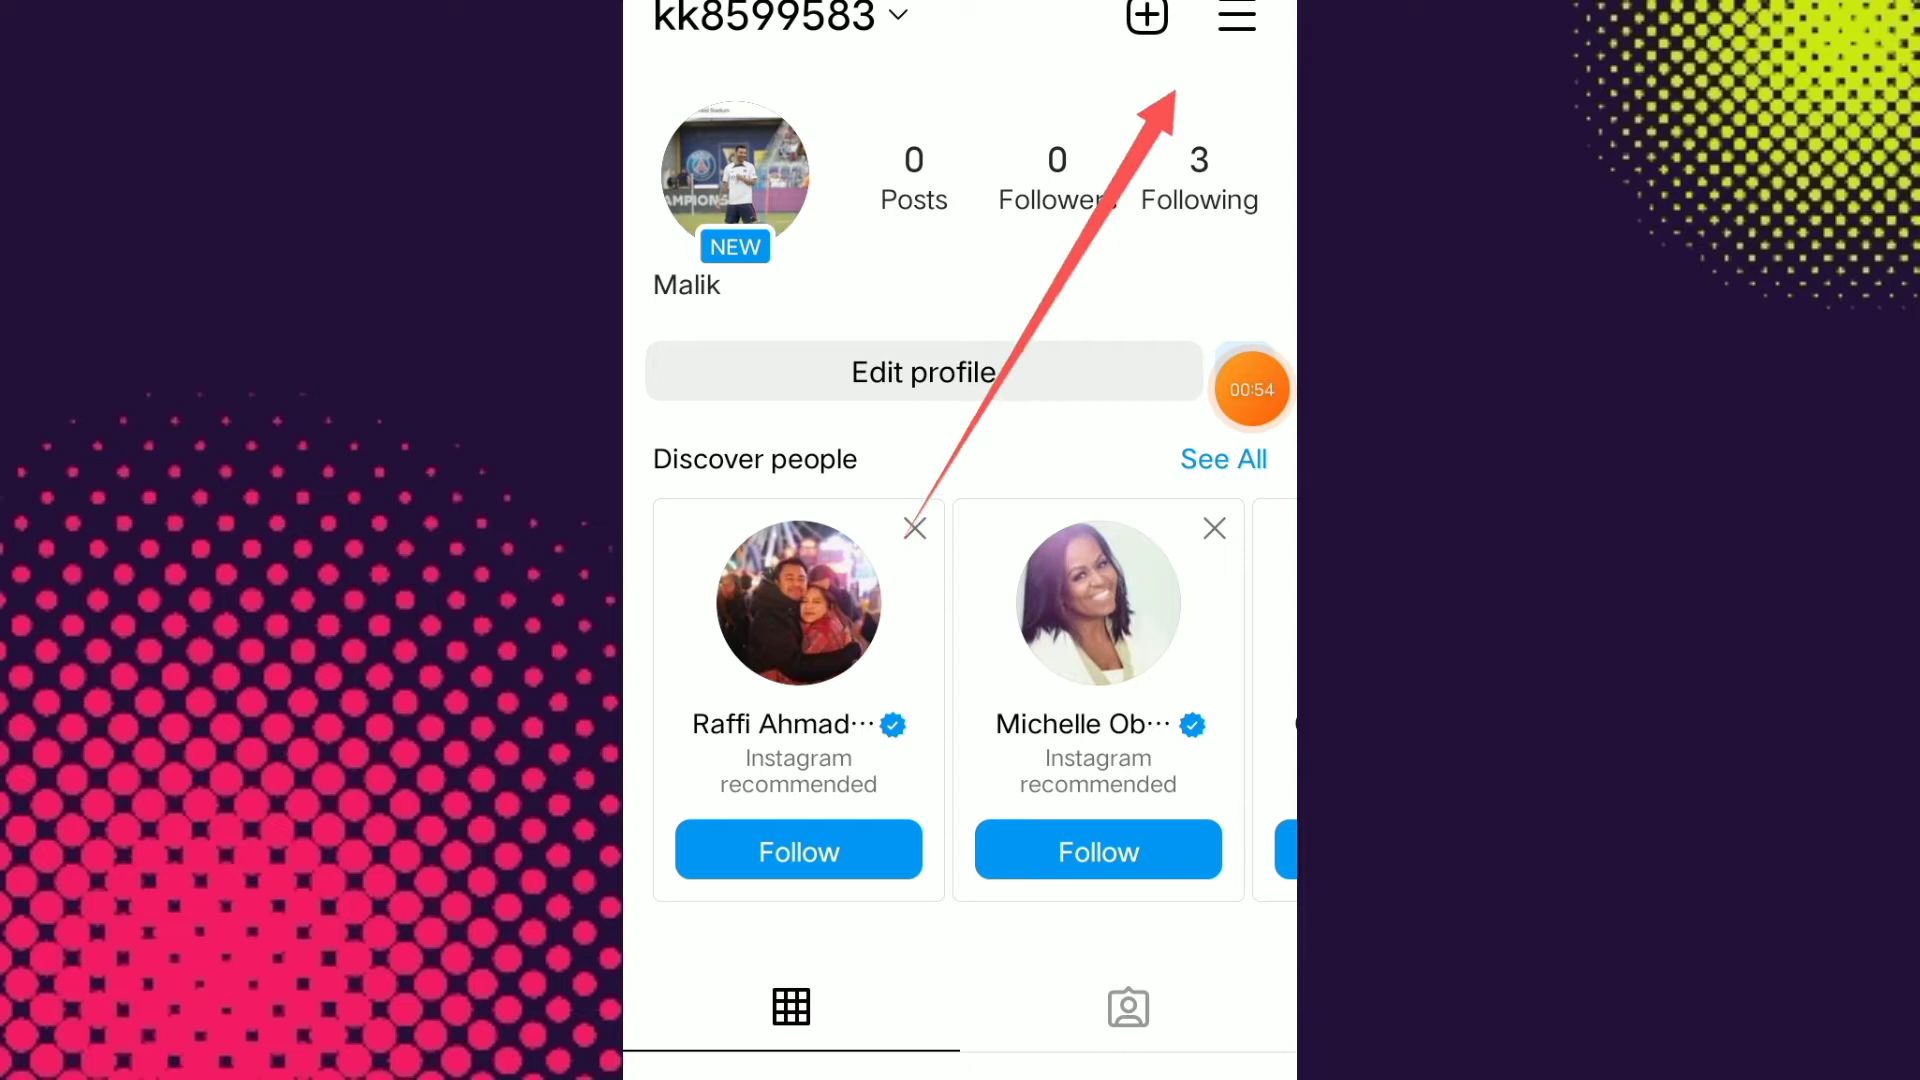 kk8599583
0 0 3
Posts Followers Following
NEW
Malik
Edit profile
00:54
Discover people See All
Raffi Ahmad... Michelle Ob...
Instagram Instagram
recommended recommended
Follow Follow